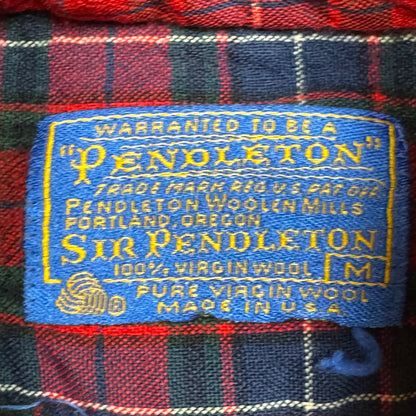 WARRANTED TO BE A
"PENDLETON"
TRADE MARK REG. U.S. PAT. OFF.
PENDLETON WOOLEN MILLS
PORTLAND, OREGON
SIR PENDLETON
100% VIRGIN WOOL M
® PURE VIRGIN WOOL
MADE IN U.S.A.